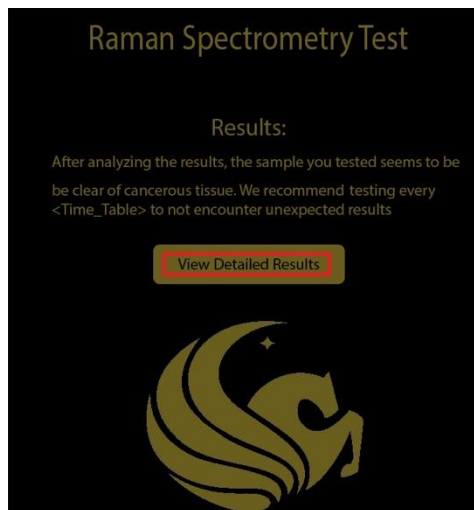 Raman Spectrometry Test
Results:
After analyzing the results, the sample you tested seems to be
be clear of cancerous tissue. We recommend testing every
<Time_Table> to not encounter unexpected results
View Detailed Results